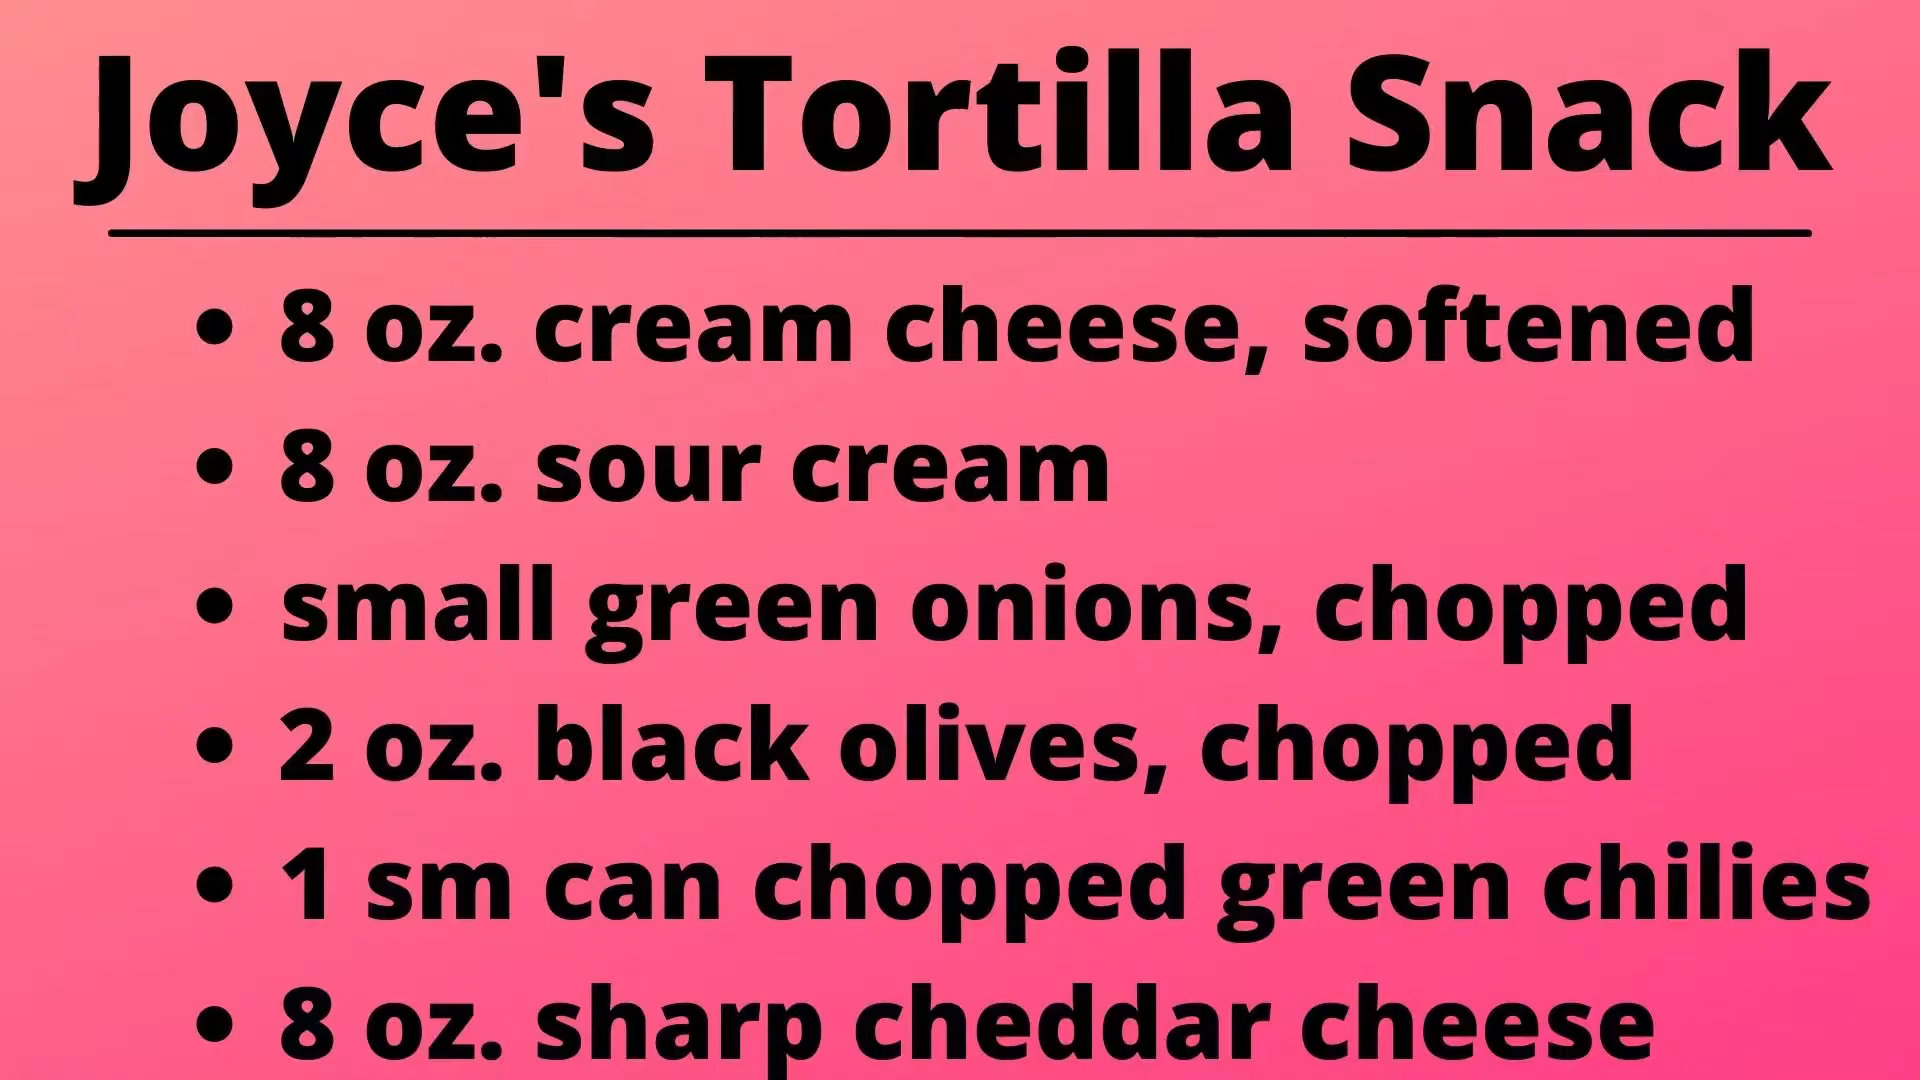 Joyce's Tortilla Snack
• 8 oz. cream cheese, softened
• 8 oz. sour cream
• small green onions, chopped
• 2 oz. black olives, chopped
• 1 sm can chopped green chilies
• 8 oz. sharp cheddar cheese